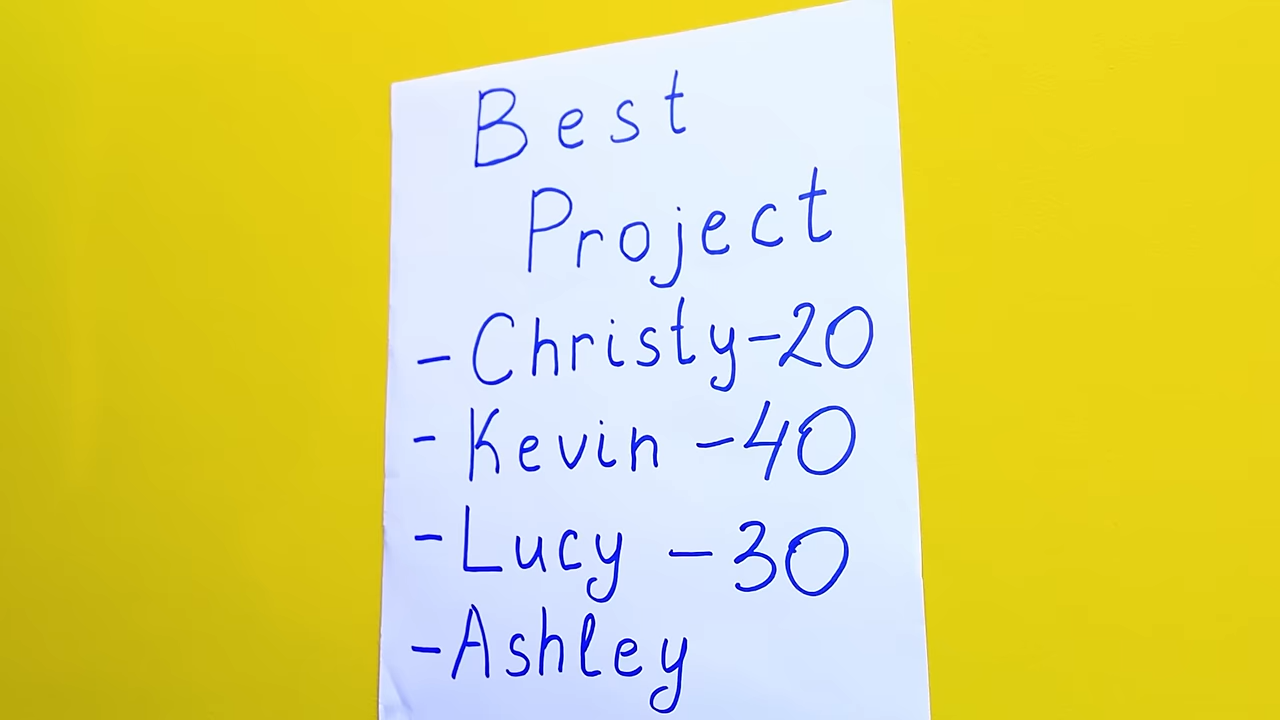 Best
Project
- Christy - 20
- Kevin - 40
- Lucy - 30
- Ashley